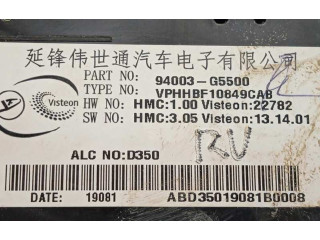 延锋伟世通汽车电子有限公司
PART NO: 94003-G5500
TYPE NO: VPHHBF10849CAB
HW NO: HMC:1.00 Visteon:22782
SW NO: HMC:3.05 Visteon: 13.14.01
Visteon
ALC NO:D350
RU
DATE: 19081
ABD35019081B0008